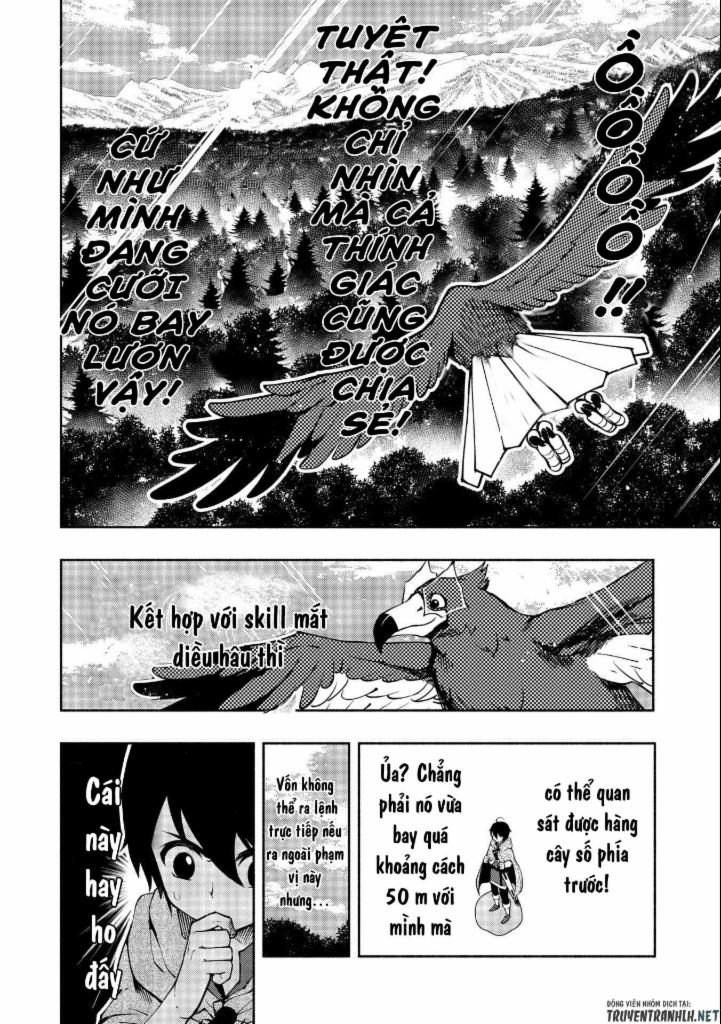 Ồ
Ồ
Ồ
Ồ
Ồ
!!
TUYỆT
THẬT!
KHÔNG
CHỈ
NHÌN
MÀ CẢ
THÍNH
GIÁC
CŨNG
ĐƯỢC
CHIA
SẺ!
CỨ
NHƯ
MÌNH
ĐANG
CƯỠI
NÓ BAY
LƯỢN
VẬY!
Kết hợp với skill mắt
diều hâu thì
có thể quan
sát được hàng
cây số phía
trước!
Ủa? Chẳng
phải nó vừa
bay quá
khoảng cách
50 m với
mình mà
Vốn không
thể ra lệnh
trực tiếp nếu
ra ngoài phạm
vị này
nhưng...
Cái
này
hay
ho
đấy
ĐỘNG VIÊN NHÓM DỊCH TẠI:
TRUYENTRANHLH.NET